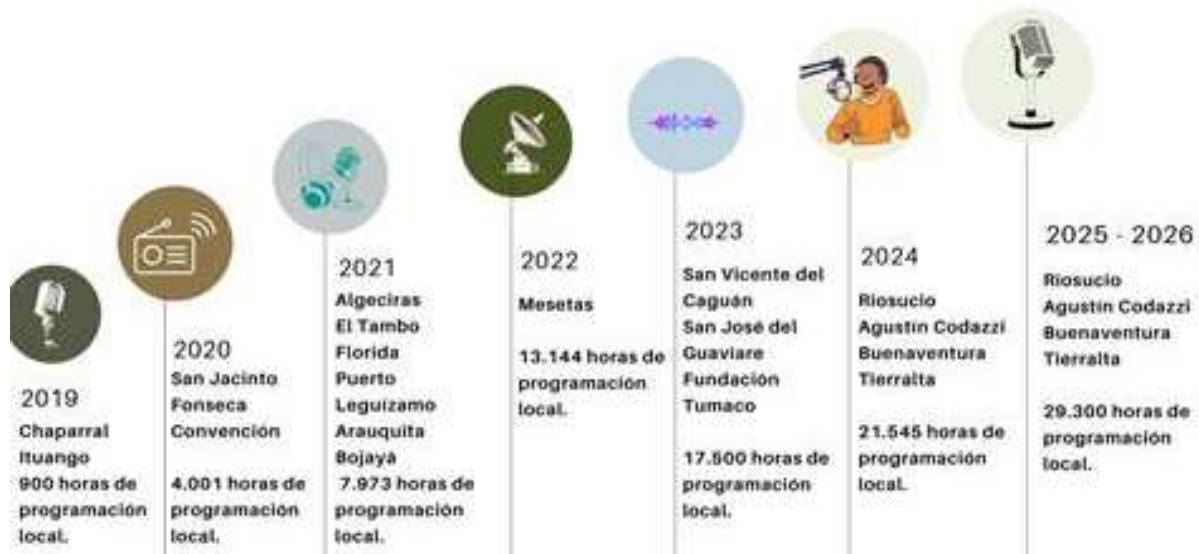 2019
Chaparral
Ituango
900 horas de
programación
local.
2020
San Jacinto
Fonseca
Convención
4.001 horas de
programación
local.
2021
Algeciras
El Tambo
Florida
Puerto
Leguízamo
Arauquita
Bojayá
7.973 horas de
programación
local.
2022
Mesetas
13.144 horas de
programación
local.
2023
San Vicente del
Caguán
San José del
Guaviare
Fundación
Tumaco
17.500 horas de
programación
local.
2024
Riosucio
Agustín Codazzi
Buenaventura
Tierralta
21.545 horas de
programación
local.
2025 - 2026
Riosucio
Agustín Codazzi
Buenaventura
Tierralta
29.300 horas de
programación
local.